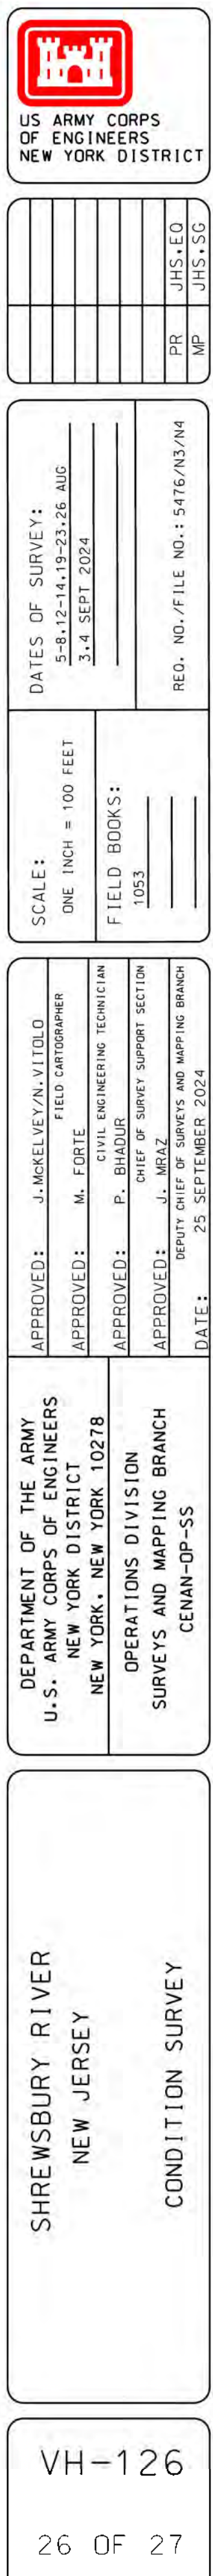 US ARMY CORPS
OF ENGINEERS
NEW YORK DISTRICT
PR JHS.EQ
MP JHS.SG
DATES OF SURVEY:
5-8,12-14,19-23,26 AUG
3,4 SEPT 2024
REQ. NO./FILE NO.: 5476/N3/N4
SCALE:
ONE INCH = 100 FEET
FIELD BOOKS:
1053
APPROVED: J.McKELVEY/N.VITOLO
FIELD CARTOGRAPHER
APPROVED: M. FORTE
CIVIL ENGINEERING TECHNICIAN
APPROVED: P. BHADUR
CHIEF OF SURVEY SUPPORT SECTION
APPROVED: J. MRAZ
DEPUTY CHIEF OF SURVEYS AND MAPPING BRANCH
DATE: 25 SEPTEMBER 2024
DEPARTMENT OF THE ARMY
U.S. ARMY CORPS OF ENGINEERS
NEW YORK DISTRICT
NEW YORK, NEW YORK 10278
OPERATIONS DIVISION
SURVEYS AND MAPPING BRANCH
CENAN-OP-SS
SHREWSBURY RIVER
NEW JERSEY
CONDITION SURVEY
VH-126
26 OF 27